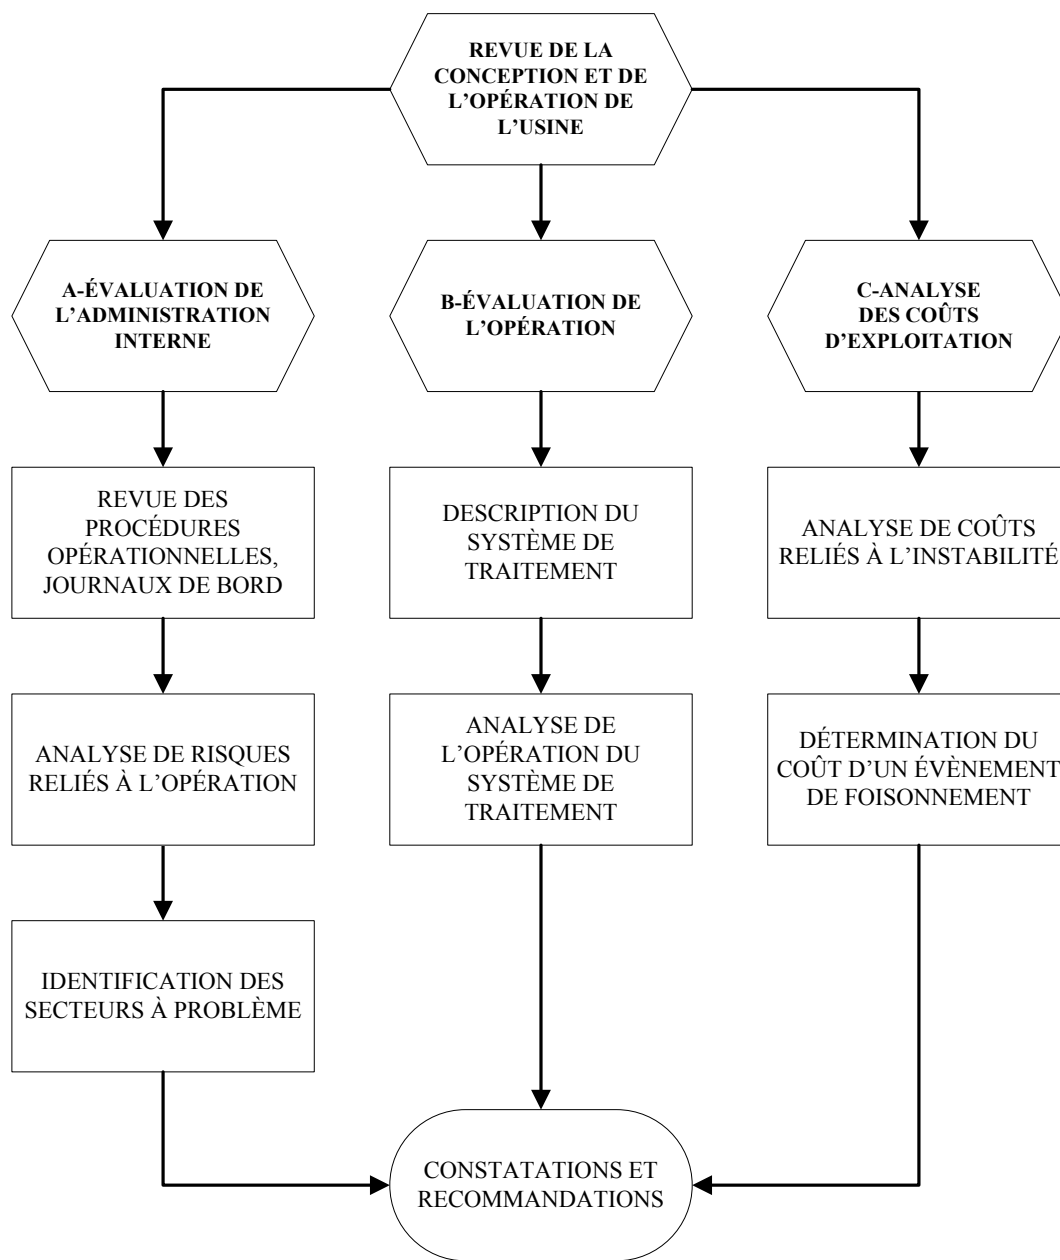 REVUE DE LA
CONCEPTION ET DE
L’OPÉRATION DE
L’USINE
A-ÉVALUATION DE
L’ADMINISTRATION
INTERNE
B-ÉVALUATION DE
L’OPÉRATION
C-ANALYSE
DES COÛTS
D’EXPLOITATION
REVUE DES
PROCÉDURES
OPÉRATIONNELLES,
JOURNAUX DE BORD
DESCRIPTION DU
SYSTÈME DE
TRAITEMENT
ANALYSE DE COÛTS
RELIÉS À L’INSTABILITÉ
ANALYSE DE RISQUES
RELIÉS À L’OPÉRATION
ANALYSE DE
L’OPÉRATION DU
SYSTÈME DE
TRAITEMENT
DÉTERMINATION DU
COÛT D’UN ÉVÈNEMENT
DE FOISONNEMENT
IDENTIFICATION DES
SECTEURS À PROBLÈME
CONSTATATIONS ET
RECOMMANDATIONS